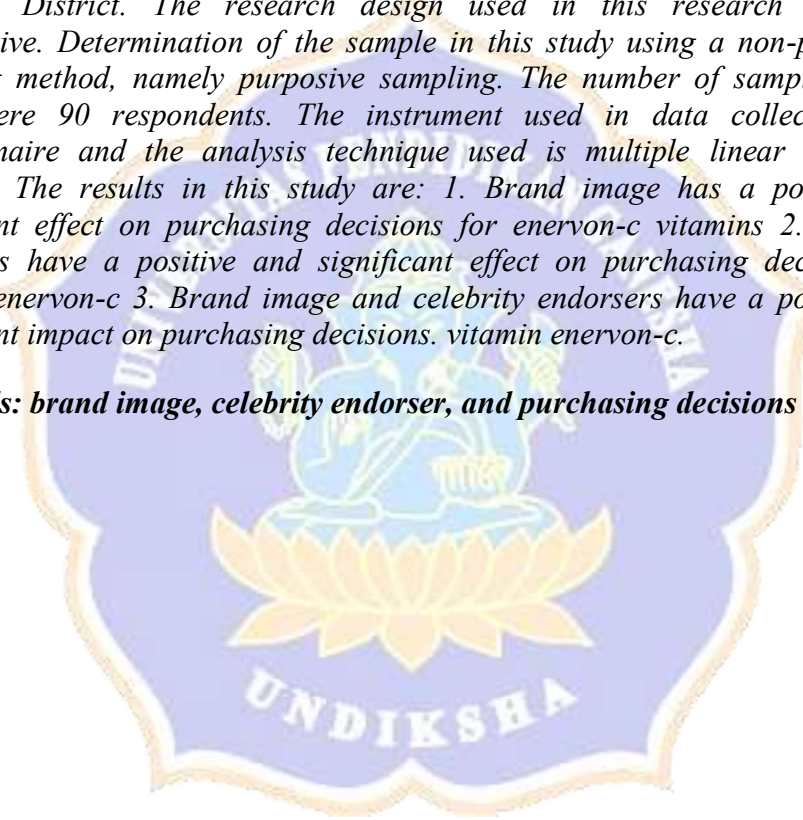 District. The research design used in this research
ive. Determination of the sample in this study using a non-p
method, namely purposive sampling. The number of samp
ere 90 respondents. The instrument used in data collec
naire and the analysis technique used is multiple linear
The results in this study are: 1. Brand image has a po
nt effect on purchasing decisions for enervon-c vitamins 2.
s have a positive and significant effect on purchasing dec
enervon-c 3. Brand image and celebrity endorsers have a po
nt impact on purchasing decisions. vitamin enervon-c.
s: brand image, celebrity endorser, and purchasing decisions
UNIVERSITAS PENDIDIKAN GANESHA
UNDIKSHA